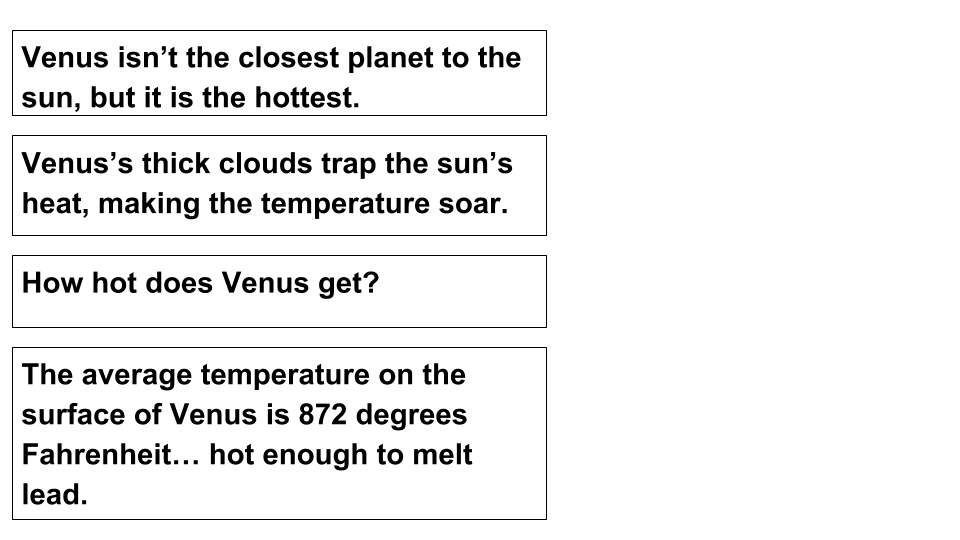 Venus isn’t the closest planet to the
sun, but it is the hottest.
Venus’s thick clouds trap the sun’s
heat, making the temperature soar.
How hot does Venus get?
The average temperature on the
surface of Venus is 872 degrees
Fahrenheit… hot enough to melt
lead.